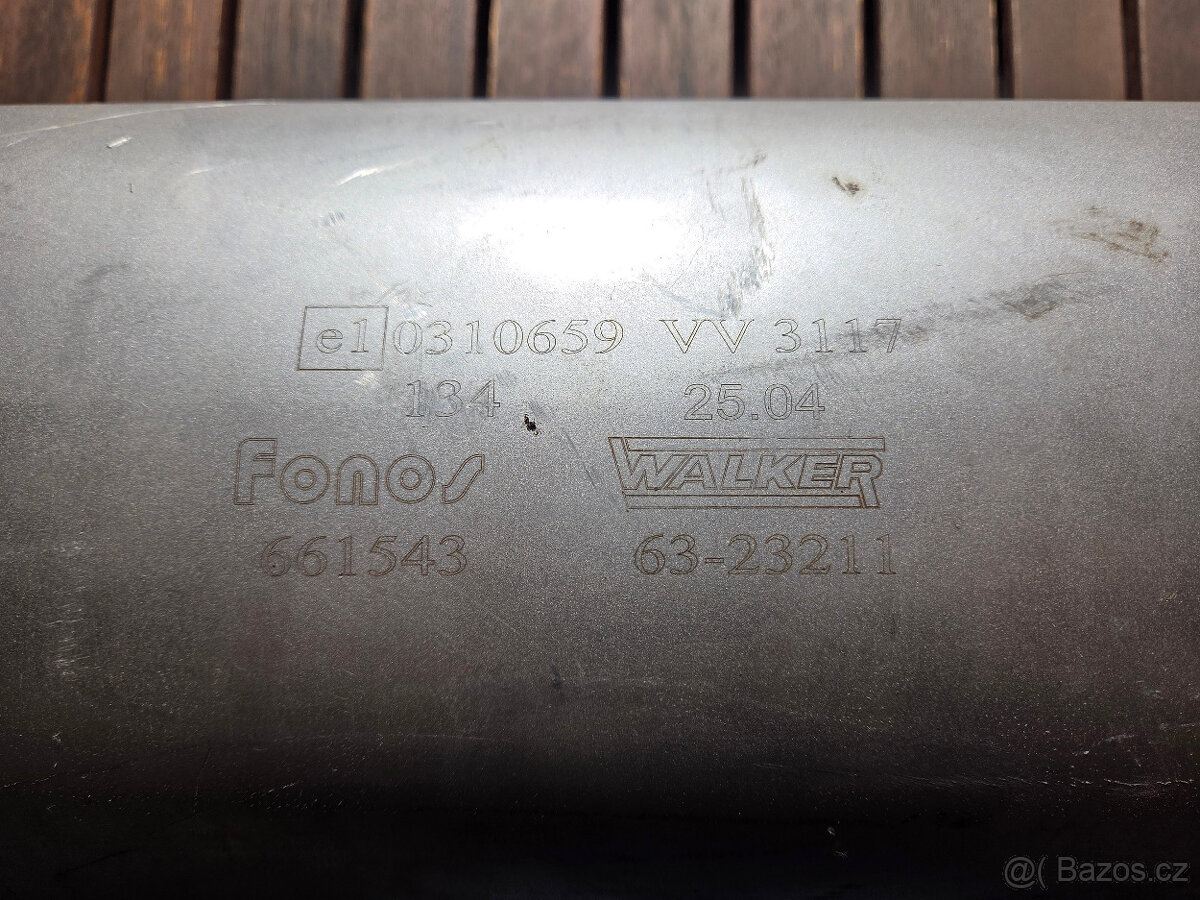 e1 0310659 VV 3117
134 25.04
Fonos WALKER
661543 63-23211
@( Bazos.cz